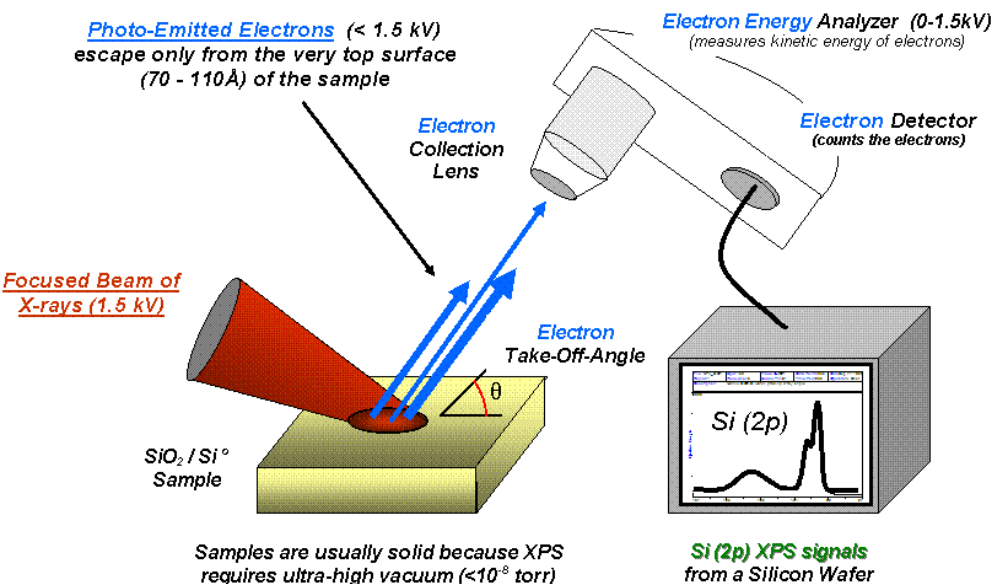 Photo-Emitted Electrons (< 1.5 kV)
escape only from the very top surface
(70 - 110Å) of the sample
Electron Energy Analyzer (0-1.5kV)
(measures kinetic energy of electrons)
Electron Detector
(counts the electrons)
Electron
Collection
Lens
Focused Beam of
X-rays (1.5 kV)
Electron
Take-Off-Angle
θ
SiO₂ / Si°
Sample
Si (2p)
Samples are usually solid because XPS
requires ultra-high vacuum (<10⁻⁸ torr)
Si (2p) XPS signals
from a Silicon Wafer